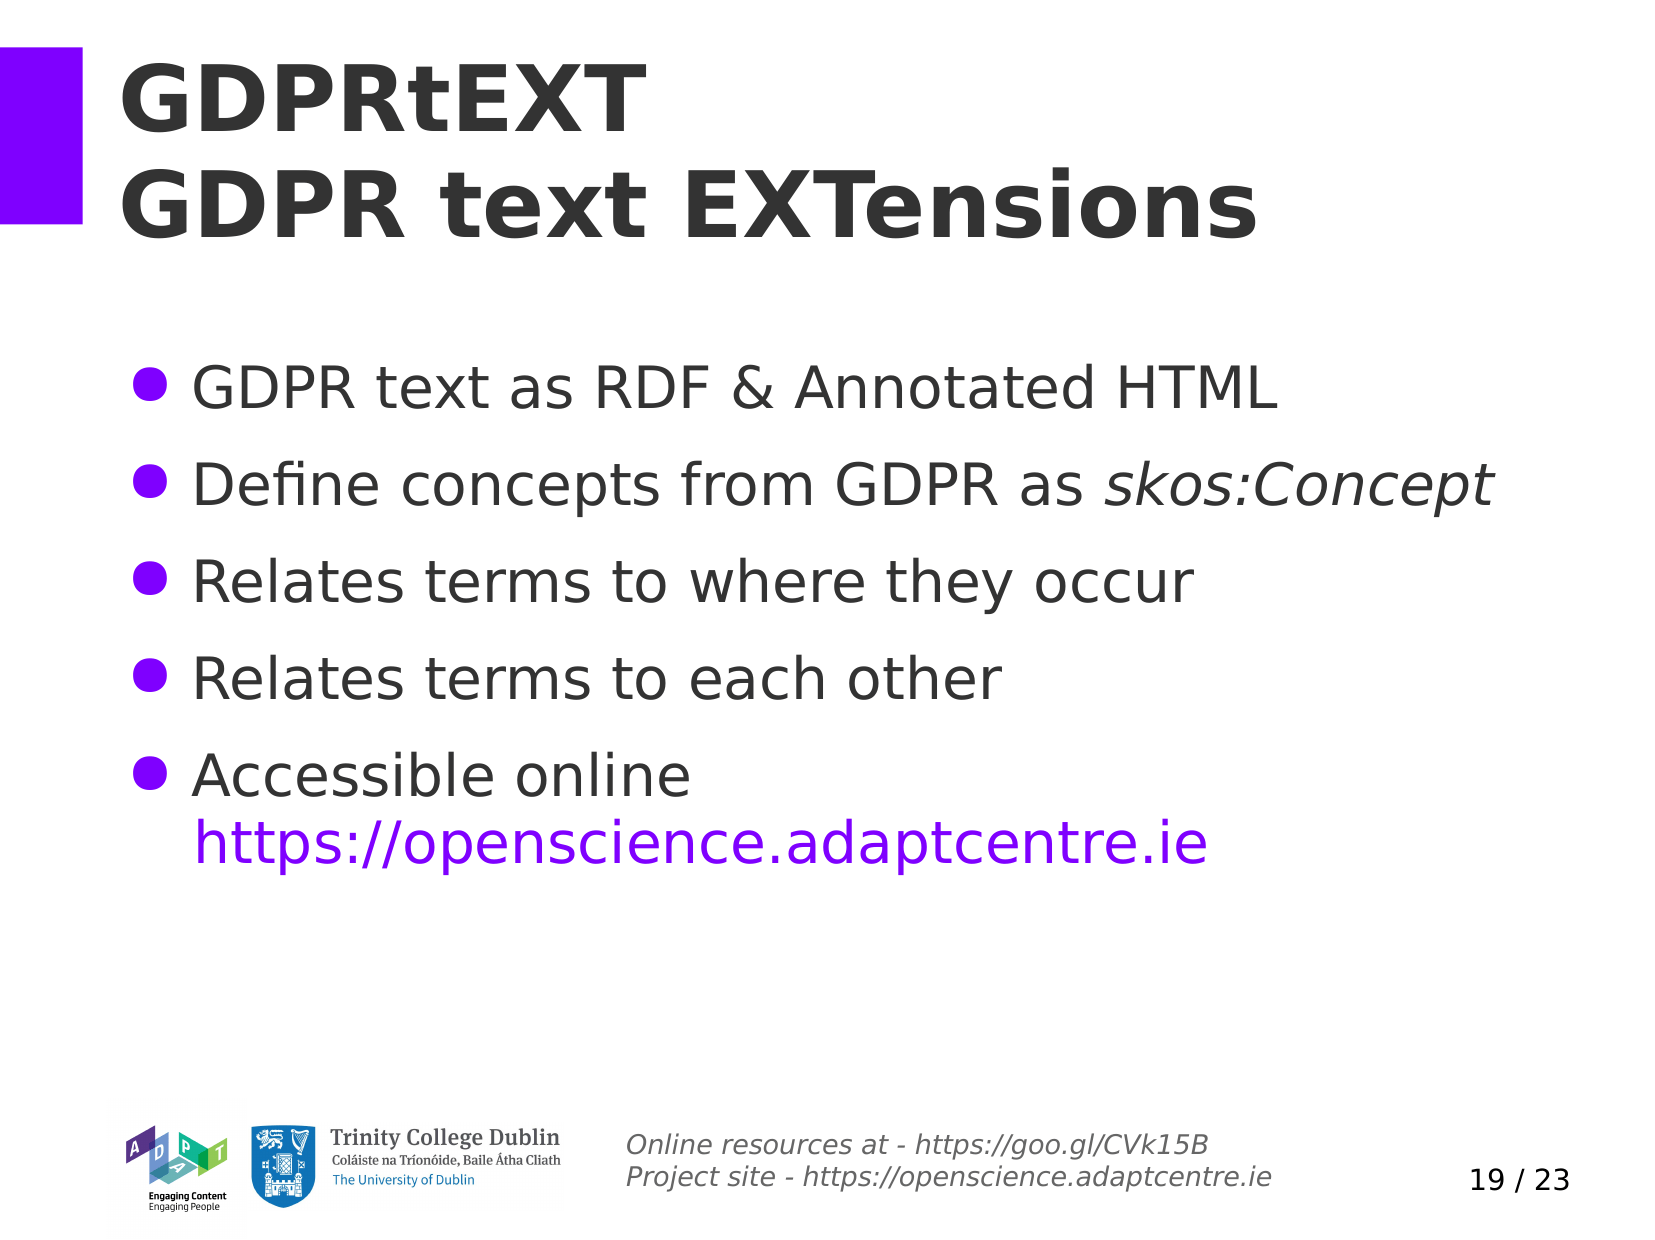 GDPRtEXT
GDPR text EXTensions
● GDPR text as RDF & Annotated HTML
● Define concepts from GDPR as skos:Concept
● Relates terms to where they occur
● Relates terms to each other
● Accessible online
https://openscience.adaptcentre.ie
ADAPT
Engaging Content
Engaging People
Trinity College Dublin
Coláiste na Tríonóide, Baile Átha Cliath
The University of Dublin
Online resources at - https://goo.gl/CVk15B
Project site - https://openscience.adaptcentre.ie
19 / 23